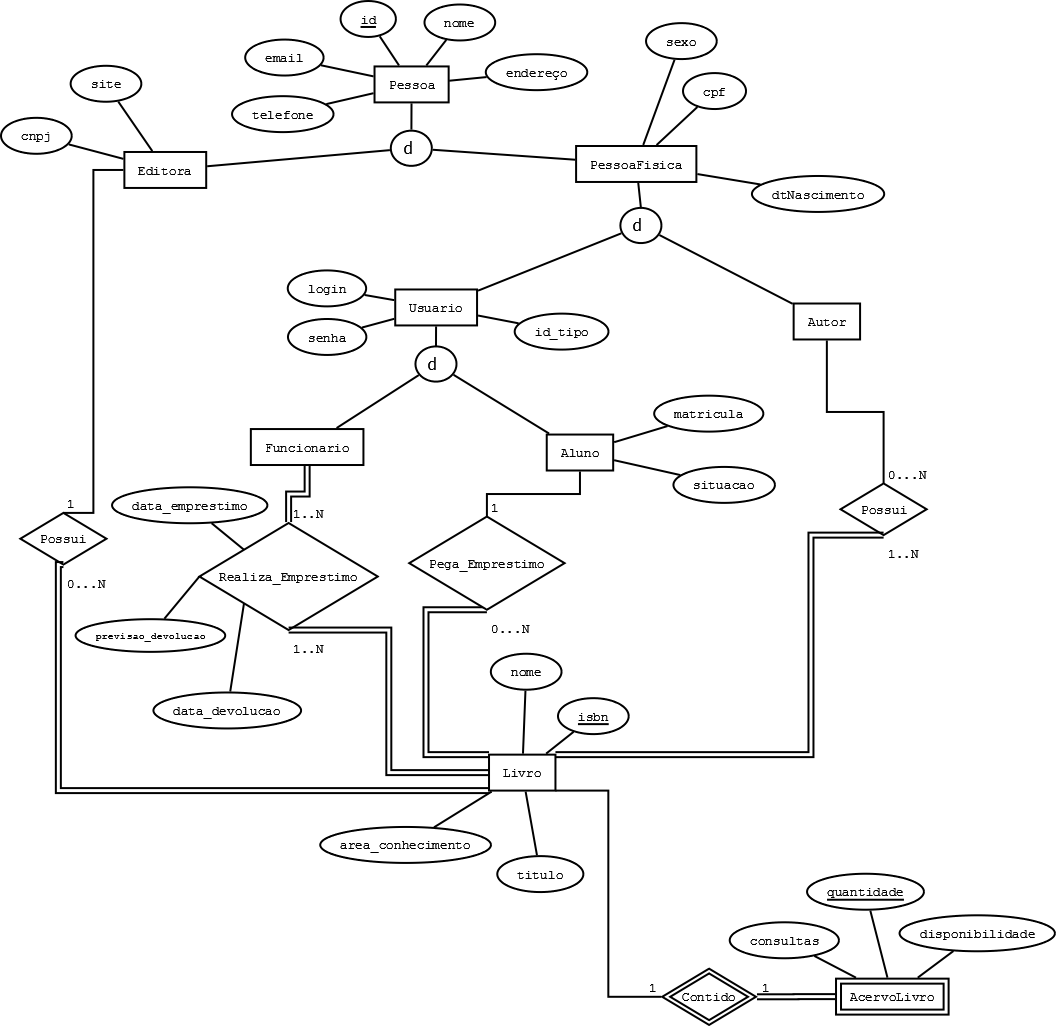 id
nome
sexo
email
endereço
Pessoa
site
cpf
telefone
cnpj
d
Editora
PessoaFisica
dtNascimento
d
login
Usuario
Autor
senha
id_tipo
d
matricula
Funcionario
Aluno
situacao
0...N
data_emprestimo
1
1
1..N
Possui
Possui
1..N
Pega_Emprestimo
Realiza_Emprestimo
0...N
0...N
previsao_devolucao
1..N
nome
data_devolucao
isbn
Livro
area_conhecimento
titulo
quantidade
disponibilidade
consultas
1
1
Contido
AcervoLivro